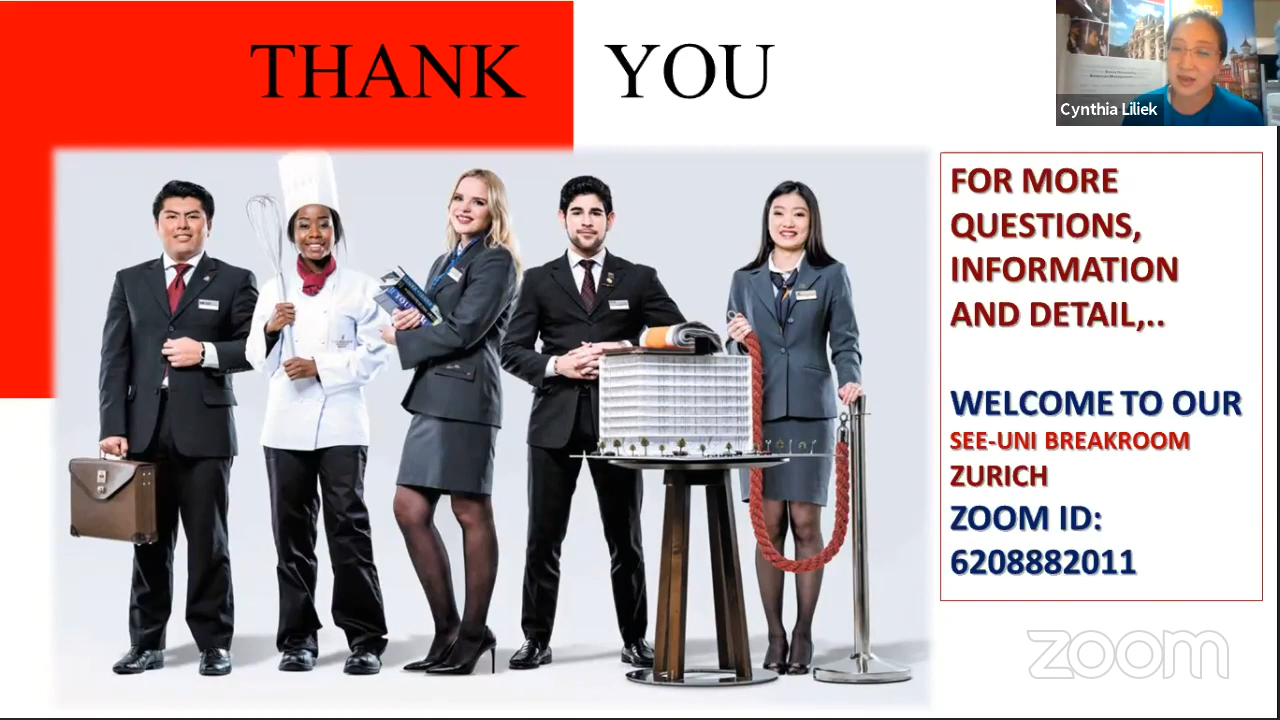 THANK YOU
Cynthia Liliek
FOR MORE
QUESTIONS,
INFORMATION
AND DETAIL,..
WELCOME TO OUR
SEE-UNI BREAKROOM
ZURICH
ZOOM ID:
6208882011
zoom